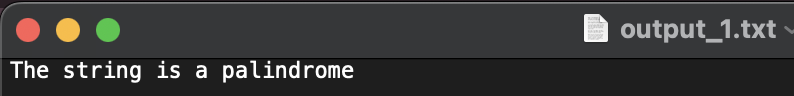 output_1.txt
The string is a palindrome